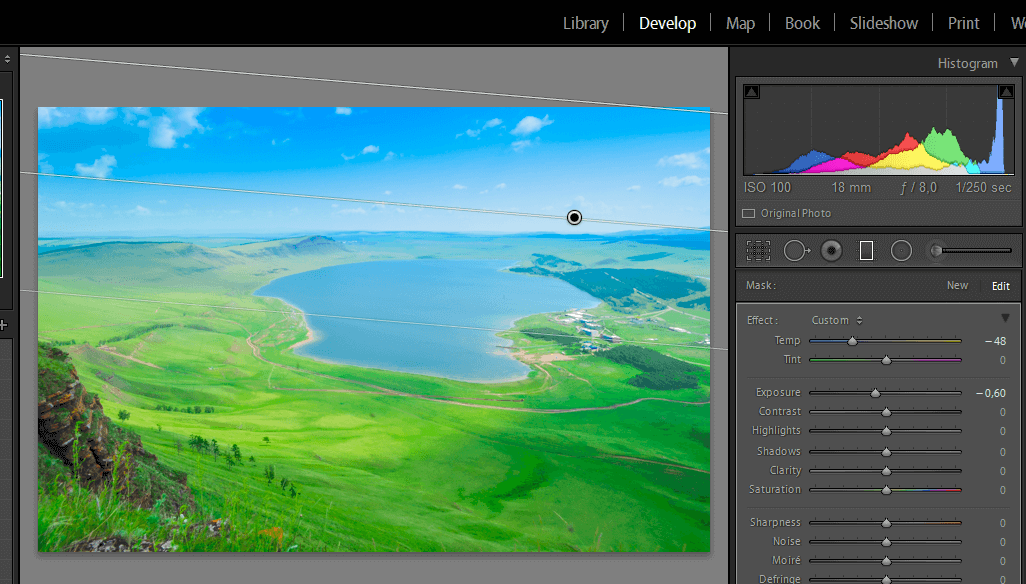 Library Develop Map Book Slideshow Print
Histogram
ISO 100 18 mm ƒ / 8,0 1/250 sec
Original Photo
Mask : New Edit
Effect : Custom
Temp − 48
Tint 0
Exposure − 0,60
Contrast 0
Highlights 0
Shadows 0
Clarity 0
Saturation 0
Sharpness 0
Noise 0
Moiré 0
Defringe 0